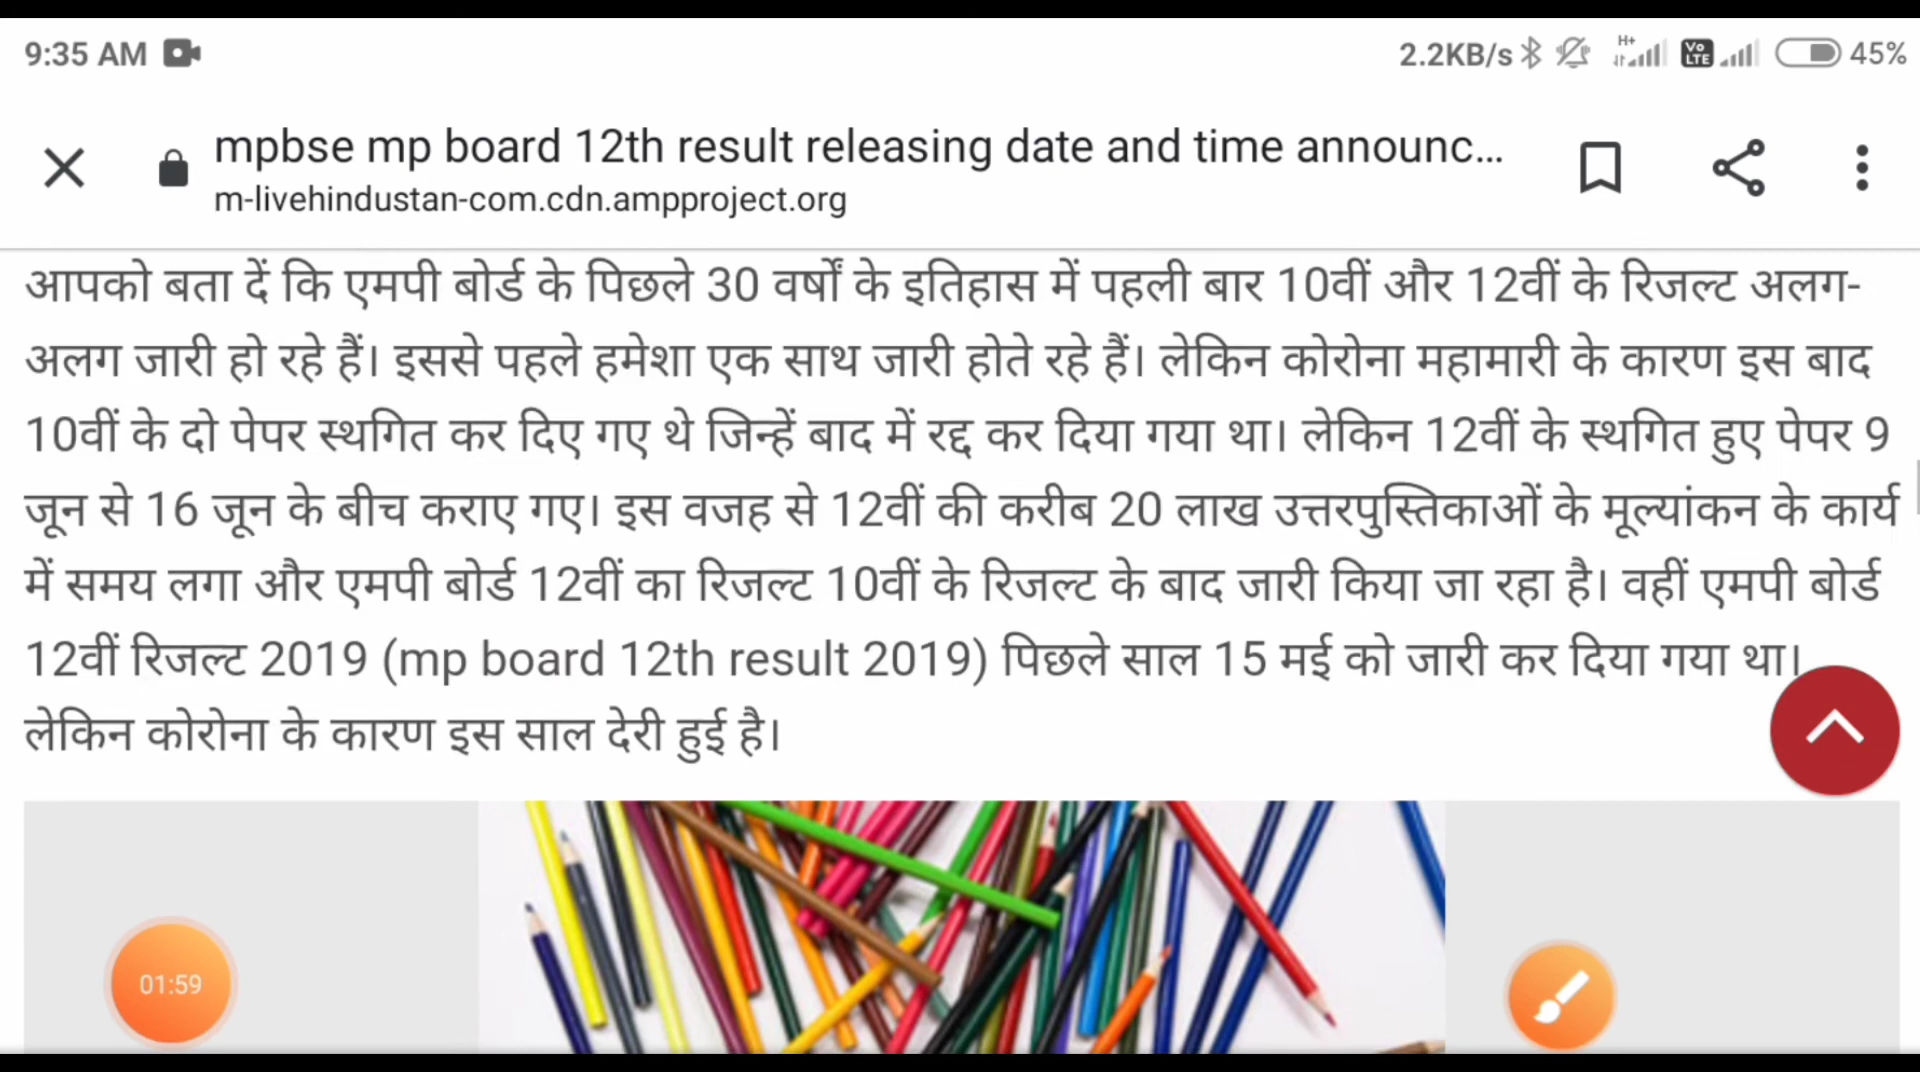 9:35 AM
2.2KB/s H+ Vo LTE 45%
mpbse mp board 12th result releasing date and time announc...
m-livehindustan-com.cdn.ampproject.org
आपको बता दें कि एमपी बोर्ड के पिछले 30 वर्षों के इतिहास में पहली बार 10वीं और 12वीं के रिजल्ट अलग-
अलग जारी हो रहे हैं। इससे पहले हमेशा एक साथ जारी होते रहे हैं। लेकिन कोरोना महामारी के कारण इस बाद
10वीं के दो पेपर स्थगित कर दिए गए थे जिन्हें बाद में रद्द कर दिया गया था। लेकिन 12वीं के स्थगित हुए पेपर 9
जून से 16 जून के बीच कराए गए। इस वजह से 12वीं की करीब 20 लाख उत्तरपुस्तिकाओं के मूल्यांकन के कार्य
में समय लगा और एमपी बोर्ड 12वीं का रिजल्ट 10वीं के रिजल्ट के बाद जारी किया जा रहा है। वहीं एमपी बोर्ड
12वीं रिजल्ट 2019 (mp board 12th result 2019) पिछले साल 15 मई को जारी कर दिया गया था।
लेकिन कोरोना के कारण इस साल देरी हुई है।
01:59